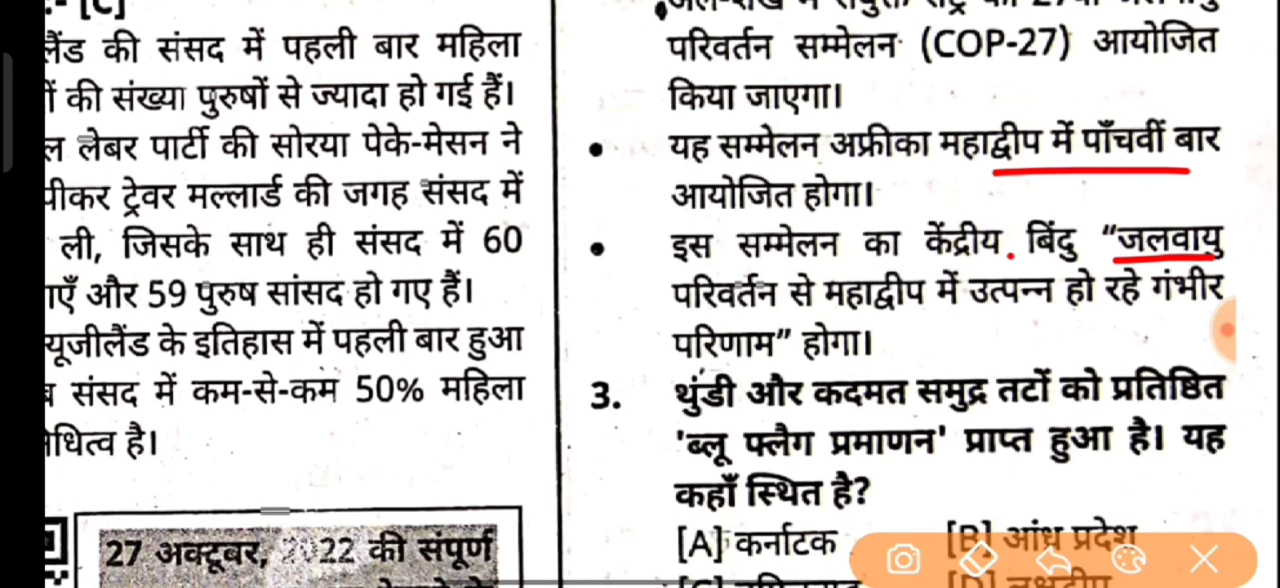 [C]
लैंड की संसद में पहली बार महिला
की संख्या पुरुषों से ज्यादा हो गई हैं।
ल लेबर पार्टी की सोरया पेके-मेसन ने
पीकर ट्रेवर मल्लार्ड की जगह संसद में
ली, जिसके साथ ही संसद में 60
एँ और 59 पुरुष सांसद हो गए हैं।
यूजीलैंड के इतिहास में पहली बार हुआ
संसद में कम-से-कम 50% महिला
धित्व है।
27 अक्टूबर, 2022 की संपूर्ण
परिवर्तन सम्मेलन (COP-27) आयोजित
किया जाएगा।
• यह सम्मेलन अफ्रीका महाद्वीप में पाँचवीं बार
आयोजित होगा।
• इस सम्मेलन का केंद्रीय बिंदु “जलवायु
परिवर्तन से महाद्वीप में उत्पन्न हो रहे गंभीर
परिणाम” होगा।
3. थुंडी और कदमत समुद्र तटों को प्रतिष्ठित
'ब्लू फ्लैग प्रमाणन' प्राप्त हुआ है। यह
कहाँ स्थित है?
[A] कर्नाटक [B] आंध्र प्रदेश